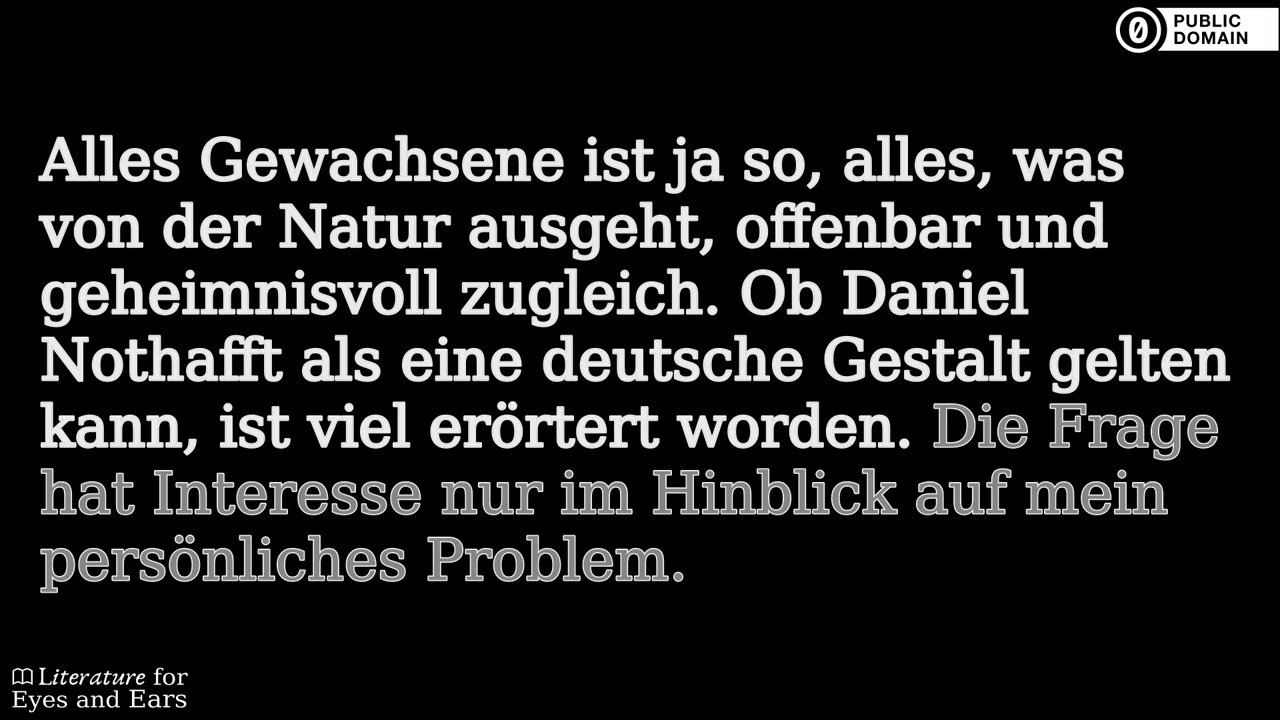 PUBLIC
DOMAIN
Alles Gewachsene ist ja so, alles, was
von der Natur ausgeht, offenbar und
geheimnisvoll zugleich. Ob Daniel
Nothafft als eine deutsche Gestalt gelten
kann, ist viel erörtert worden. Die Frage
hat Interesse nur im Hinblick auf mein
persönliches Problem.
Literature for
Eyes and Ears